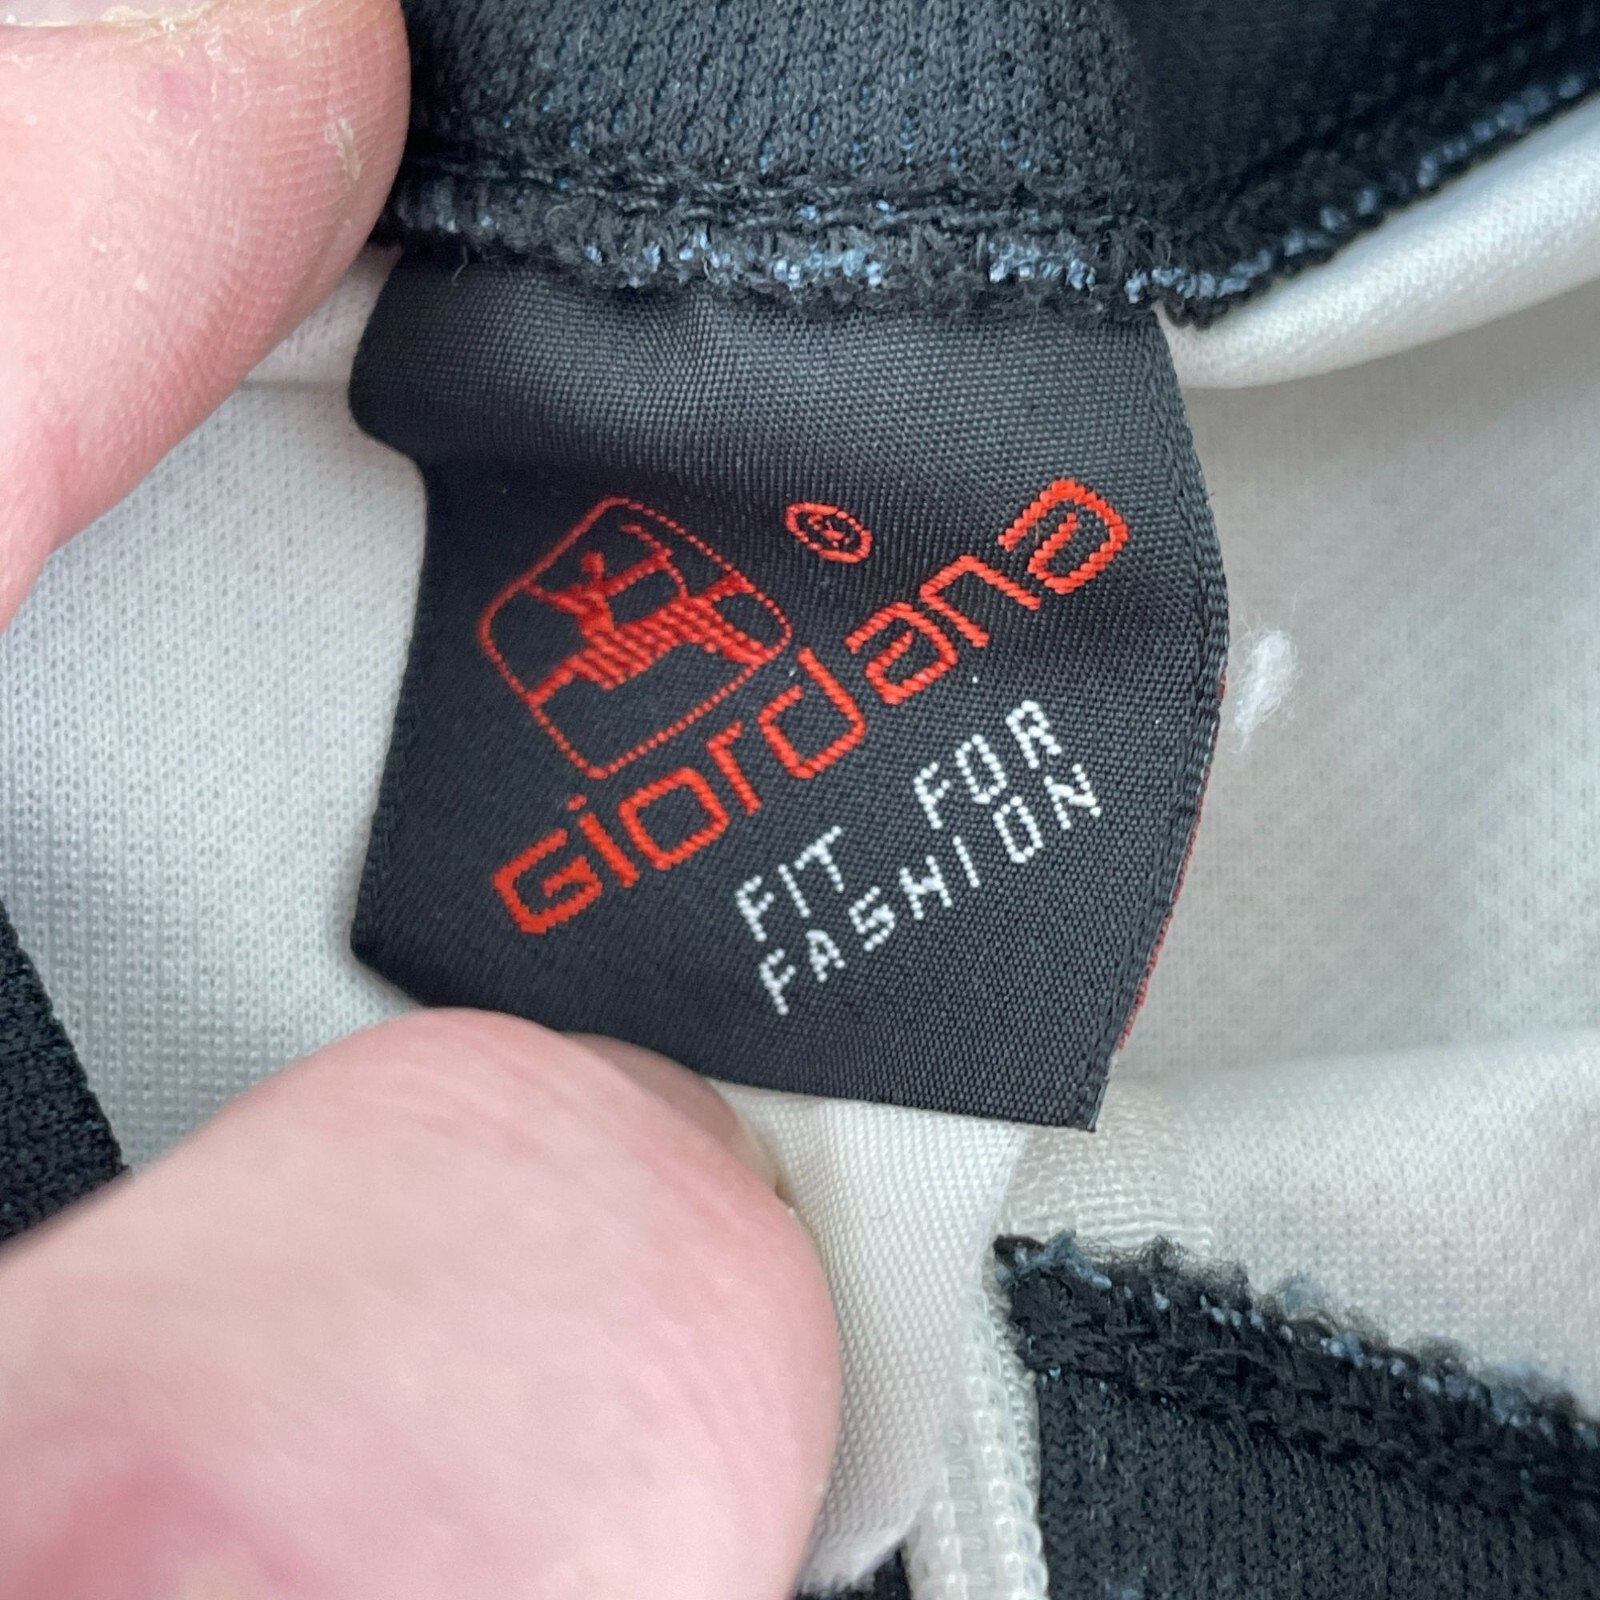 ®
Giordana
FIT FOR
FASHION